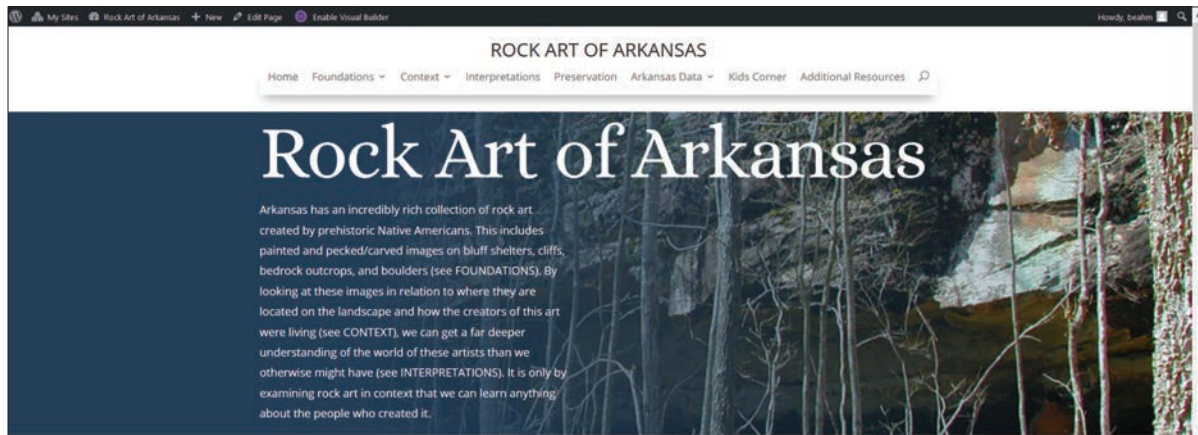 My Sites Rock Art of Arkansas + New Edit Page Enable Visual Builder Howdy, beahm
ROCK ART OF ARKANSAS
Home Foundations Context Interpretations Preservation Arkansas Data Kids Corner Additional Resources
Rock Art of Arkansas
Arkansas has an incredibly rich collection of rock art
created by prehistoric Native Americans. This includes
painted and pecked/carved images on bluff shelters, cliffs,
bedrock outcrops, and boulders (see FOUNDATIONS). By
looking at these images in relation to where they are
located on the landscape and how the creators of this art
were living (see CONTEXT), we can get a far deeper
understanding of the world of these artists than we
otherwise might have (see INTERPRETATIONS). It is only by
examining rock art in context that we can learn anything
about the people who created it.